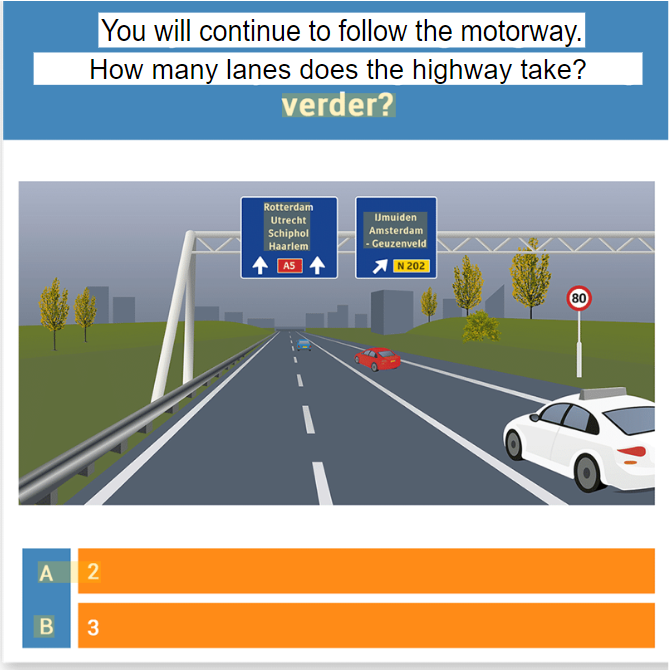 You will continue to follow the motorway.
How many lanes does the highway take?
verder?
Rotterdam
Utrecht
Schiphol
Haarlem
A5
IJmuiden
Amsterdam
- Geuzenveld
N 202
80
A 2
B 3